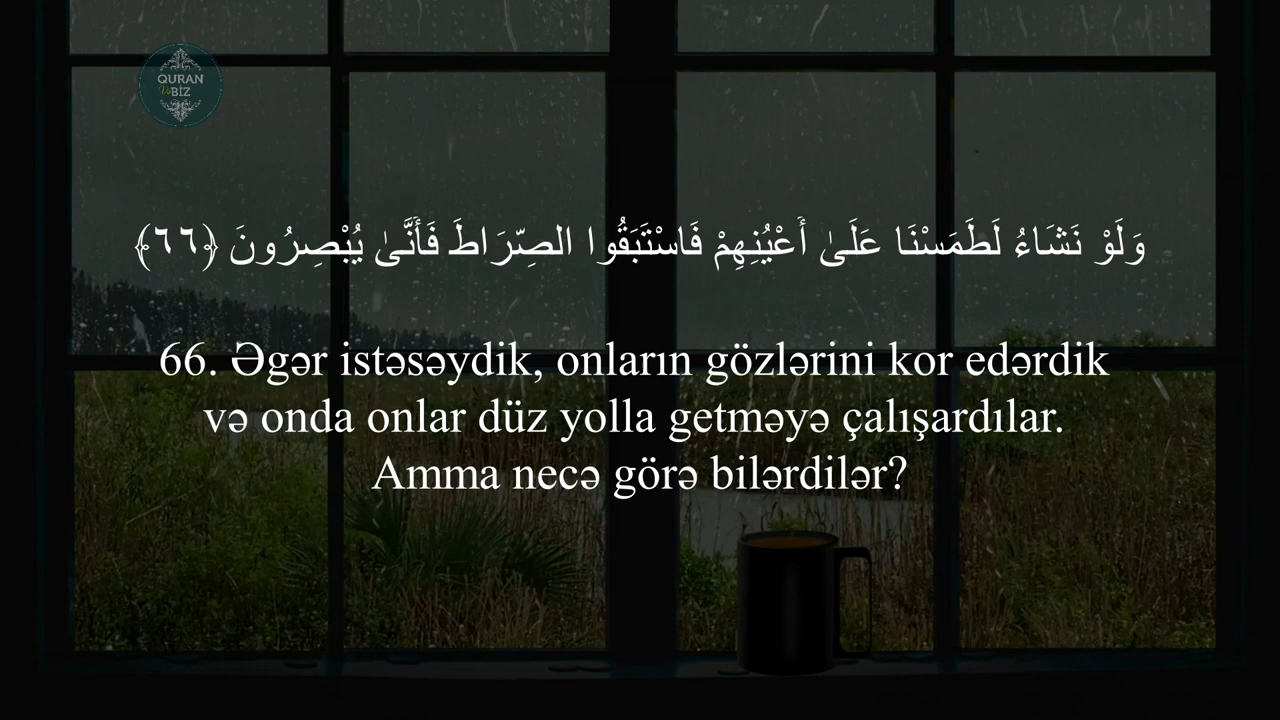 QURAN
Və BİZ
وَلَوْ نَشَاءُ لَطَمَسْنَا عَلَىٰ أَعْيُنِهِمْ فَاسْتَبَقُوا الصِّرَاطَ فَأَنَّىٰ يُبْصِرُونَ ﴿٦٦﴾
66. Əgər istəsəydik, onların gözlərini kor edərdik
və onda onlar düz yolla getməyə çalışardılar.
Amma necə görə bilərdilər?